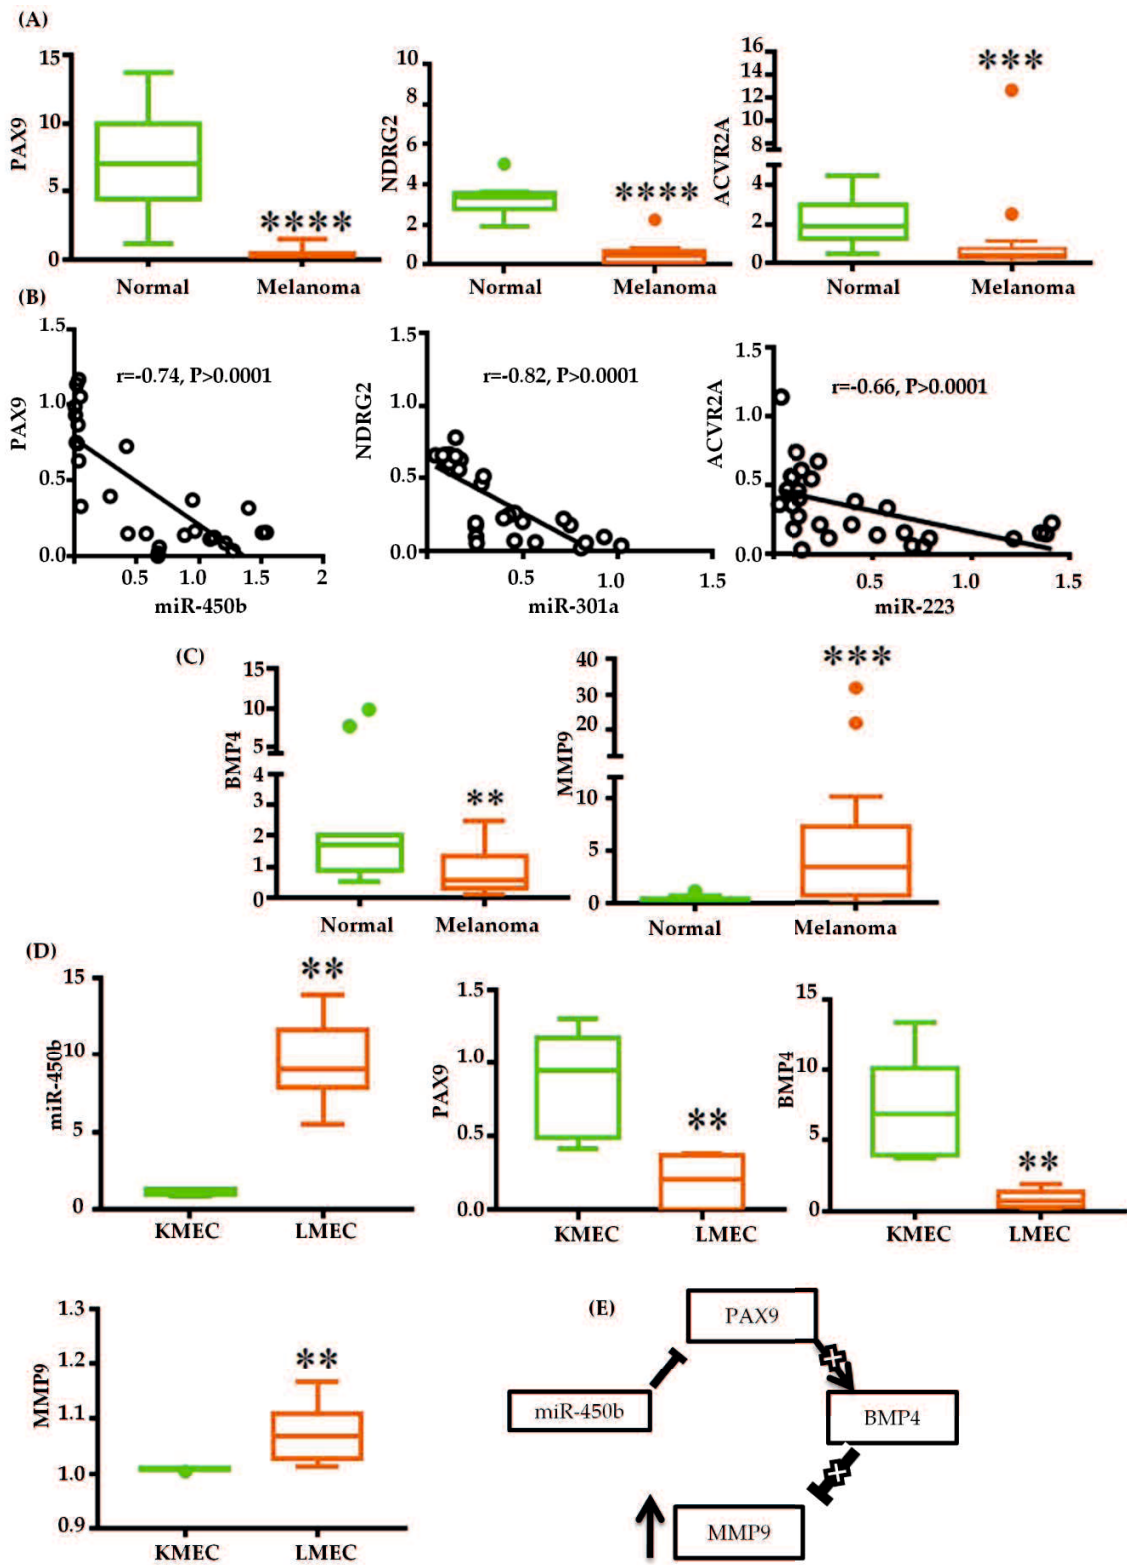 (A)
PAX9
15
10
5
0
****
Normal
Melanoma
NDRG2
10
8
6
4
2
0
****
Normal
Melanoma
ACVR2A
16
14
12
10
8
4
2
0
***
Normal
Melanoma
(B)
PAX9
1.5
1.0
0.5
0.0
r=-0.74, P>0.0001
0.5
1.0
1.5
2
miR-450b
NDRG2
1.5
1.0
0.5
0.0
r=-0.82, P>0.0001
0.5
1.0
1.5
miR-301a
ACVR2A
1.5
1.0
0.5
0.0
r=-0.66, P>0.0001
0.5
1.0
1.5
miR-223
(C)
BMP4
15
10
5
4
3
2
1
0
**
Normal
Melanoma
MMP9
40
30
20
10
5
0
***
Normal
Melanoma
(D)
miR-450b
15
10
5
0
**
KMEC
LMEC
PAX9
1.5
1.0
0.5
0.0
**
KMEC
LMEC
BMP4
15
10
5
0
**
KMEC
LMEC
MMP9
1.3
1.2
1.1
1.0
0.9
**
KMEC
LMEC
(E)
PAX9
miR-450b
BMP4
MMP9